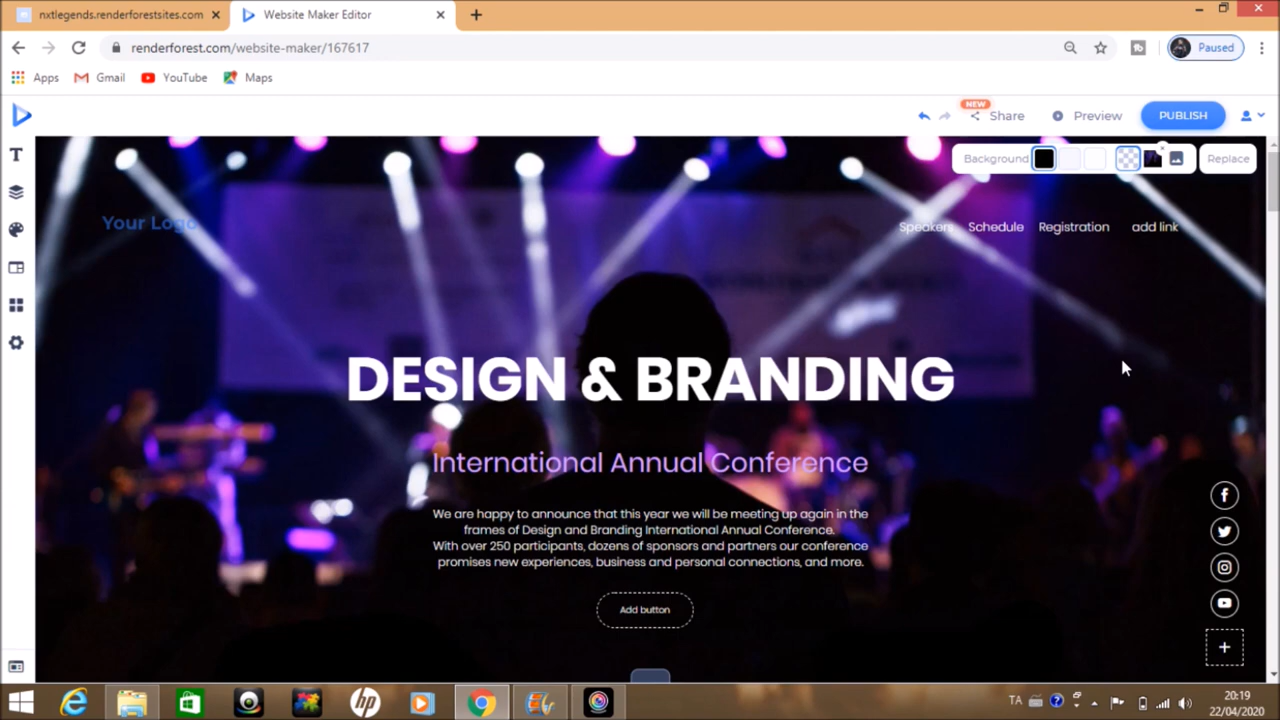 nxtlegends.renderforestsites.com
Website Maker Editor
renderforest.com/website-maker/167617
Paused
Apps
Gmail
YouTube
Maps
NEW
Share
Preview
PUBLISH
Background
Replace
Your Logo
Speakers
Schedule
Registration
add link
DESIGN & BRANDING
International Annual Conference
We are happy to announce that this year we will be meeting up again in the
frames of Design and Branding International Annual Conference.
With over 250 participants, dozens of sponsors and partners our conference
promises new experiences, business and personal connections, and more.
Add button
TA
20:19
22/04/2020